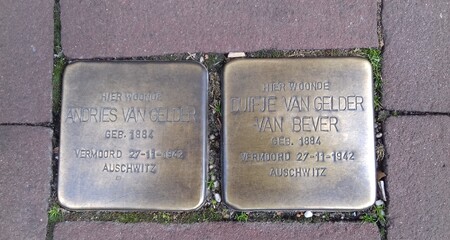 HIER WOONDE
ANDRIES VAN GELDER
GEB. 1884
VERMOORD 27-11-1942
AUSCHWITZ
HIER WOONDE
DUIFJE VAN GELDER
VAN BEVER
GEB. 1884
VERMOORD 27-11-1942
AUSCHWITZ